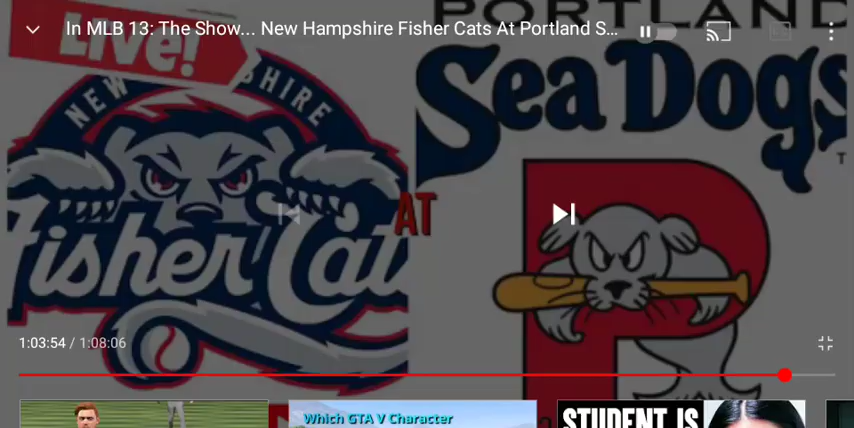 PORTLAND
In MLB 13: The Show... New Hampshire Fisher Cats At Portland S...
Live!
NEW HAMPSHIRE
Fisher Cats
AT
Sea Dogs
P
1:03:54 / 1:08:06
Which GTA V Character
STUDENT IS